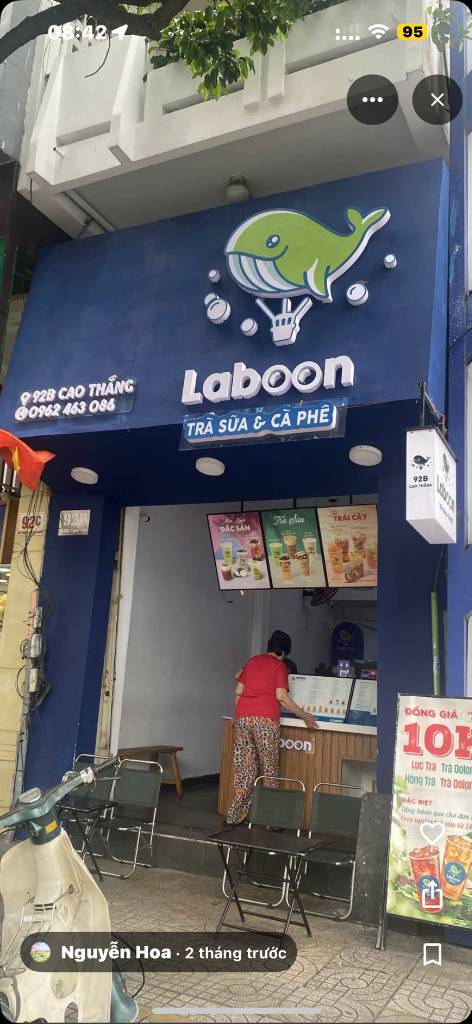 08:42
95
92B CAO THẮNG
0962 463 086
Laboon
TRÀ SỮA & CÀ PHÊ
92B
CAO THẮNG
Laboon
92C
92B
ĐẶC SẢN
Trà Sữa
TRÁI CÂY
boon
ĐỒNG GIÁ
10K
Lục Trà Trà Oolong
Hồng Trà Trà Oolong
ĐẶC BIỆT
Nguyễn Hoa · 2 tháng trước